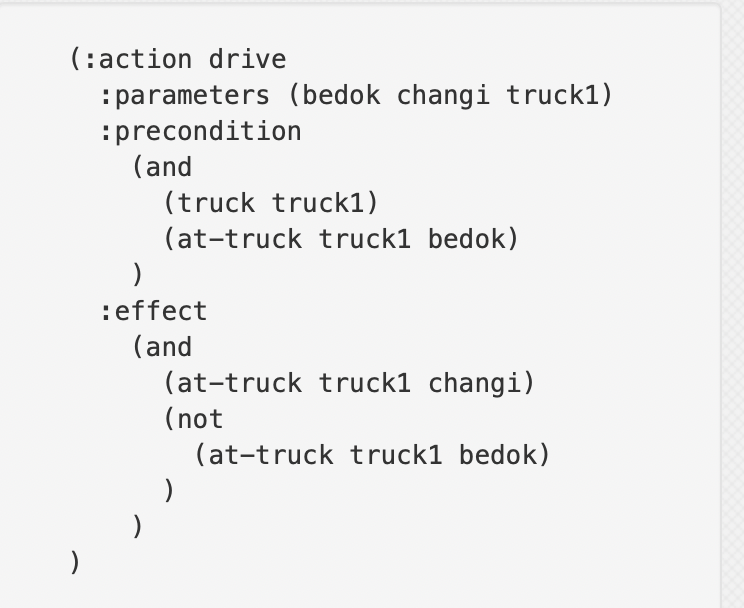 (:action drive
:parameters (bedok changi truck1)
:precondition
(and
(truck truck1)
(at-truck truck1 bedok)
)
:effect
(and
(at-truck truck1 changi)
(not
(at-truck truck1 bedok)
)
)
)